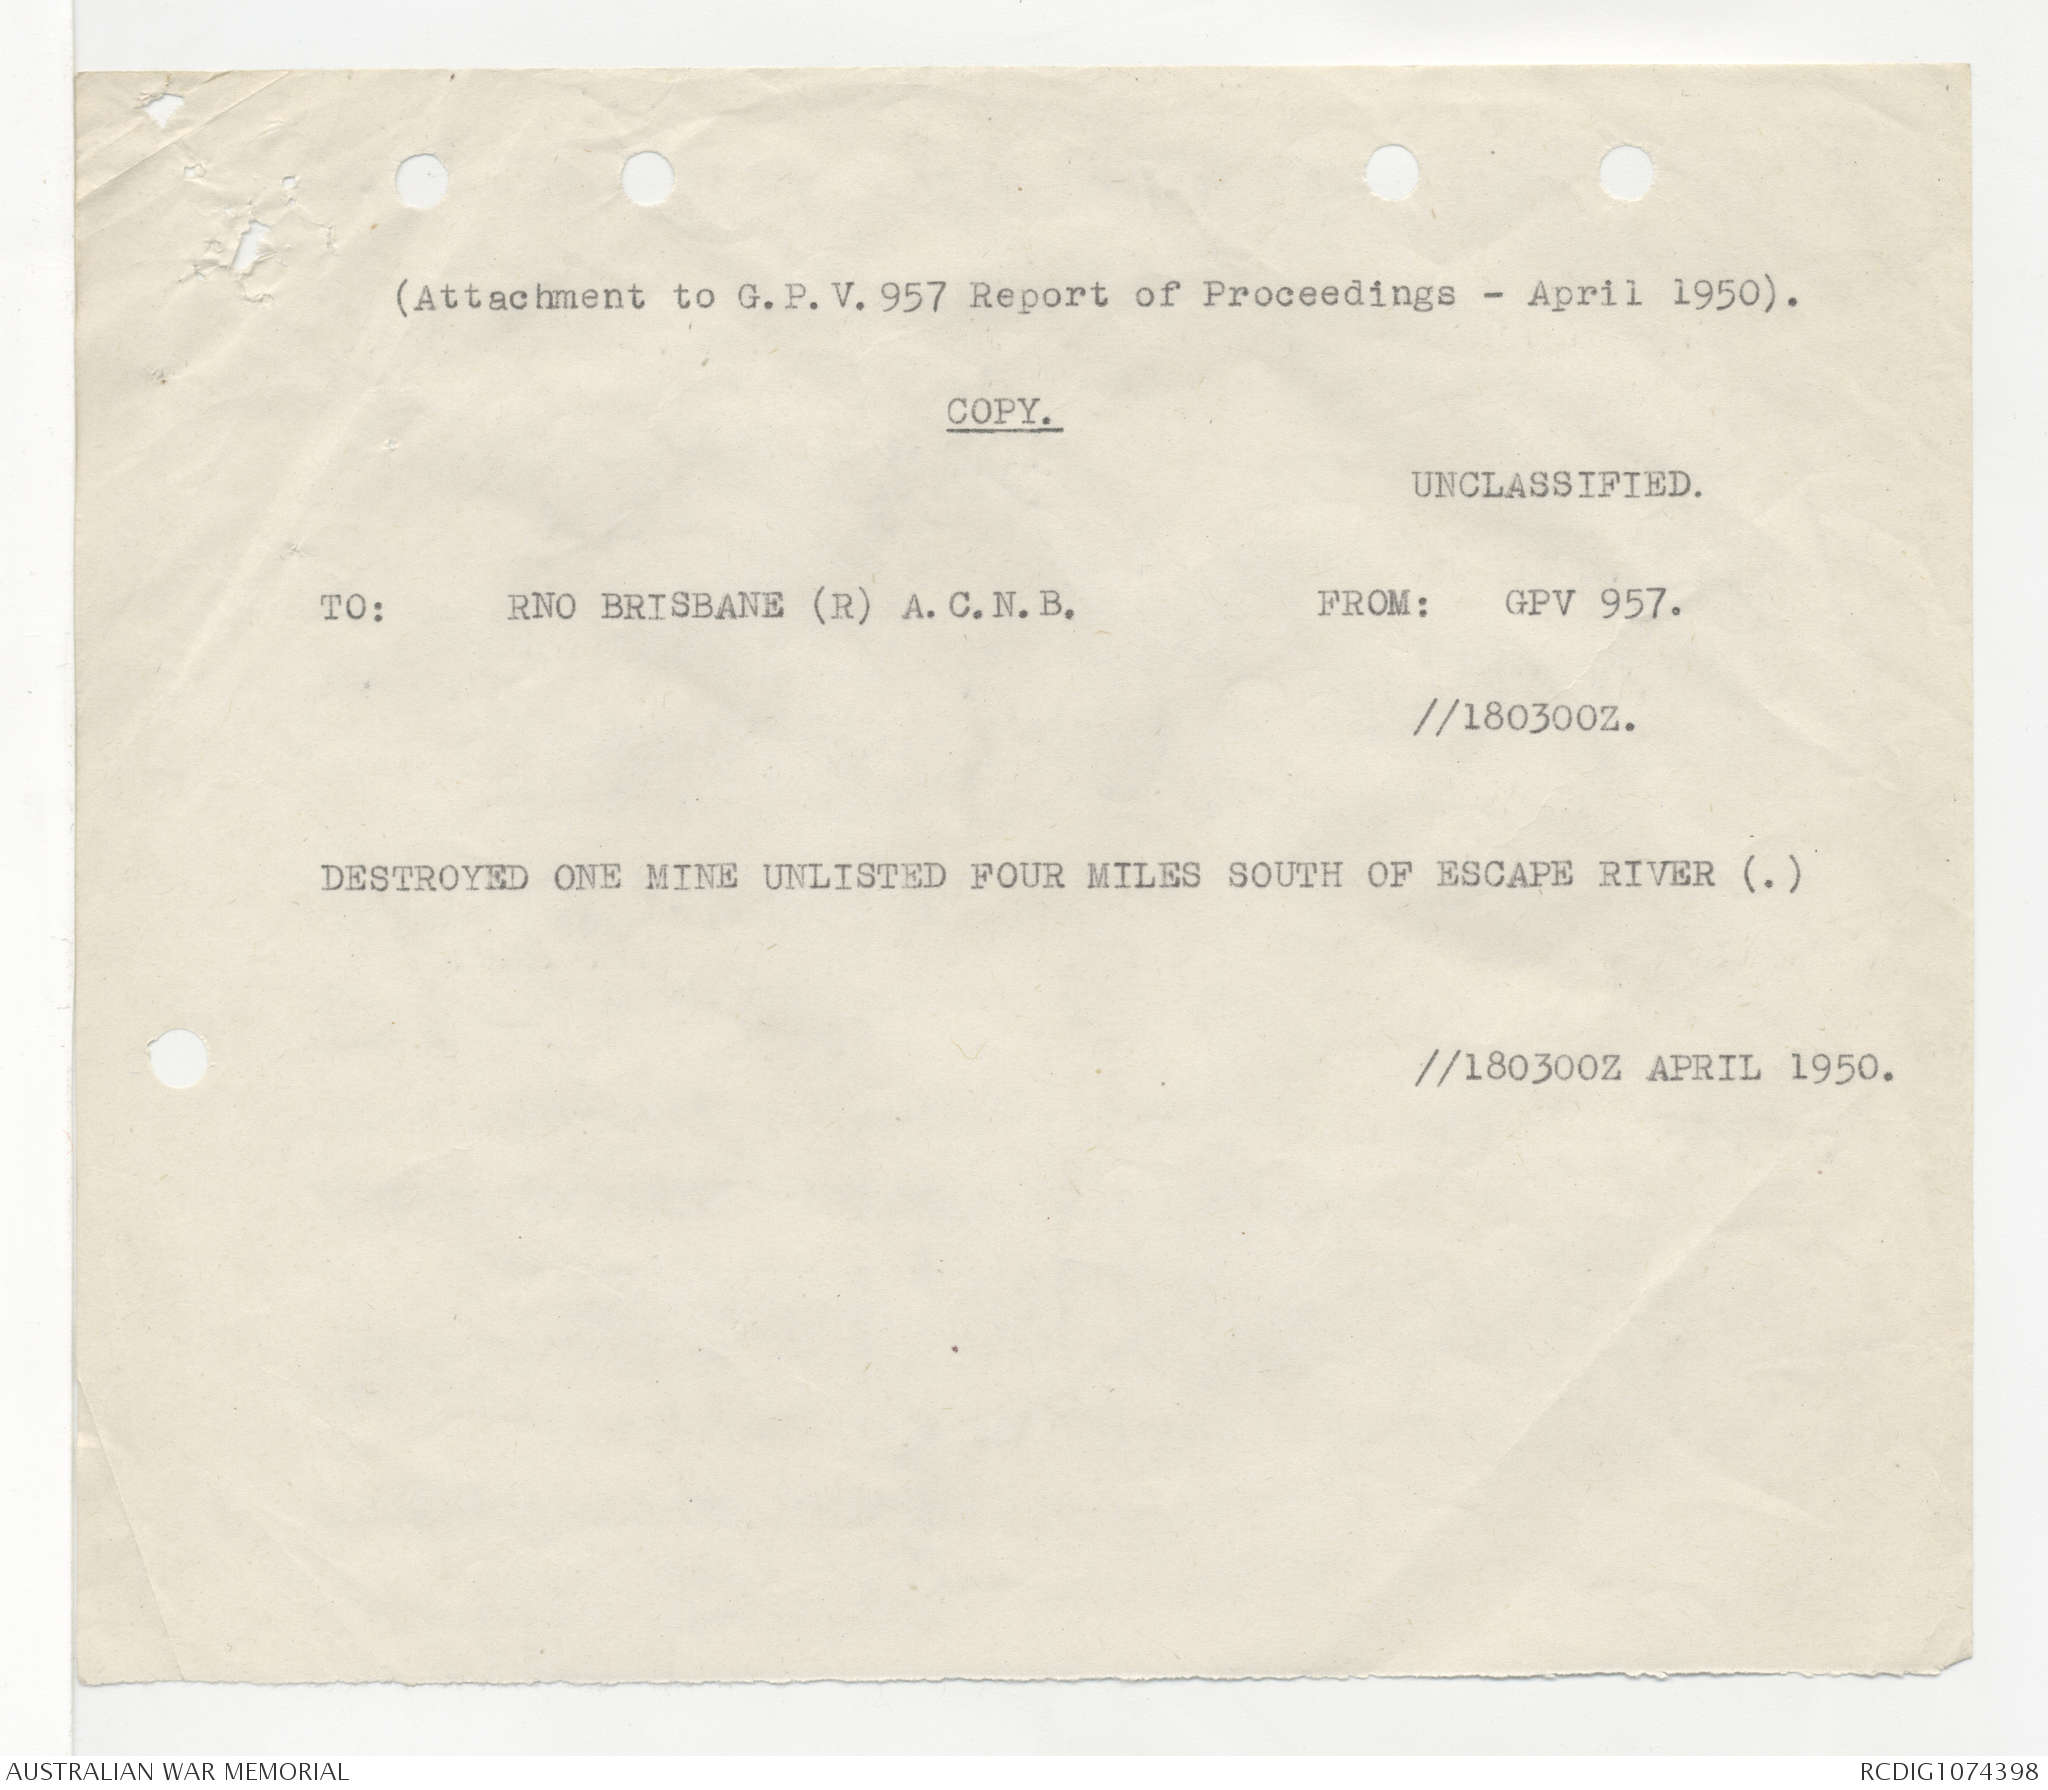 (Attachment to G.P.V.957 Report of Proceedings - April 1950).
COPY.
UNCLASSIFIED.
TO: RNO BRISBANE (R) A.C.N.B. FROM: GPV 957.
//180300Z.
DESTROYED ONE MINE UNLISTED FOUR MILES SOUTH OF ESCAPE RIVER (.)
//180300Z APRIL 1950.
AUSTRALIAN WAR MEMORIAL RCDIG1074398